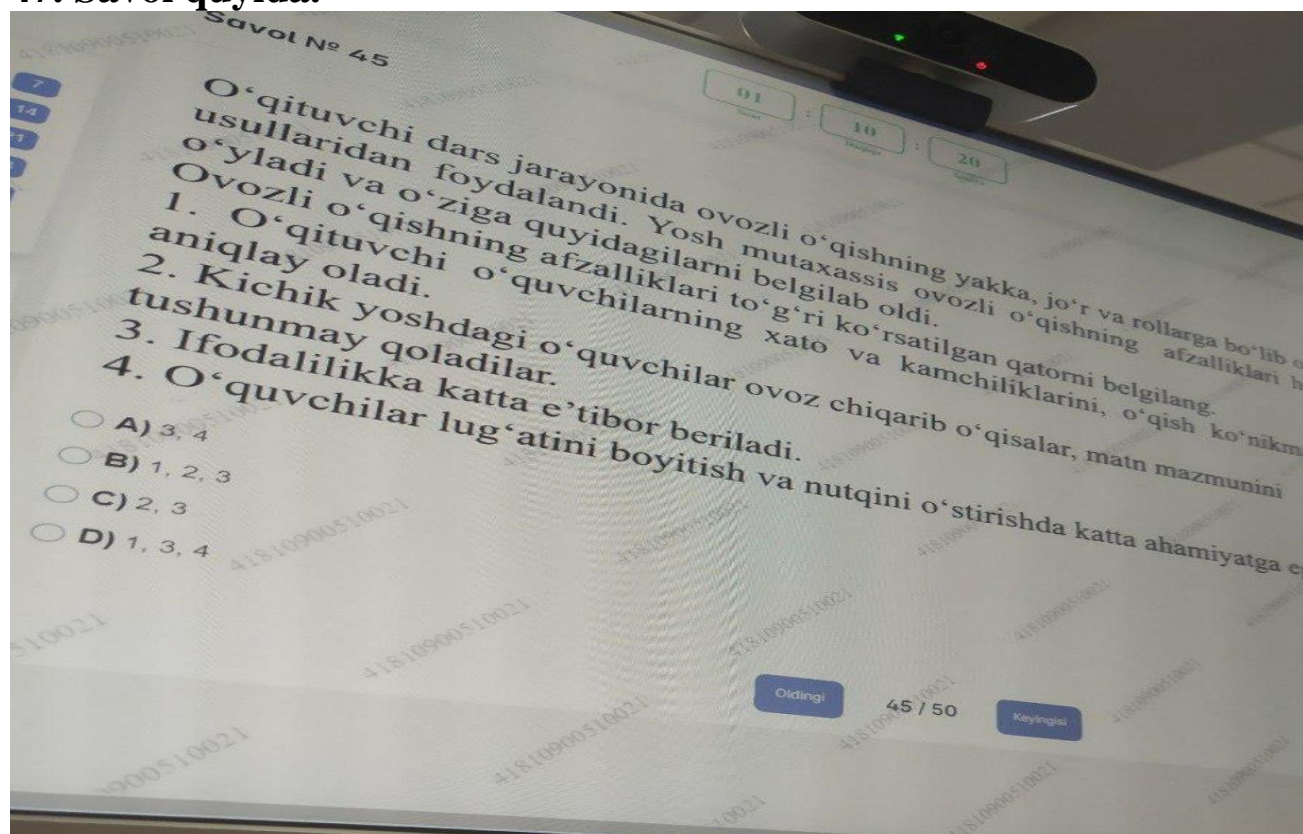 Savol № 45
7
14
01 : 10 : 20
O‘qituvchi dars jarayonida ovozli o‘qishning yakka, jo‘r va rollarga bo‘lib
usullaridan foydalandi. Yosh mutaxassis ovozli o‘qishning afzalliklari
o‘yladi va o‘ziga quyidagilarni belgilab oldi.
Ovozli o‘qishning afzalliklari to‘g‘ri ko‘rsatilgan qatorni belgilang.
1. O‘qituvchi o‘quvchilarning xato va kamchiliklarini, o‘qish
aniqlay oladi.
2. Kichik yoshdagi o‘quvchilar ovoz chiqarib o‘qisalar, matn mazmunini
tushunmay qoladilar.
3. Ifodalilikka katta e’tibor beriladi.
4. O‘quvchilar lug‘atini boyitish va nutqini o‘stirishda katta ahamiyatga
A) 3, 4
B) 1, 2, 3
C) 2, 3
D) 1, 3, 4
Oldingi 45 / 50 Keyingisi
41810900510021